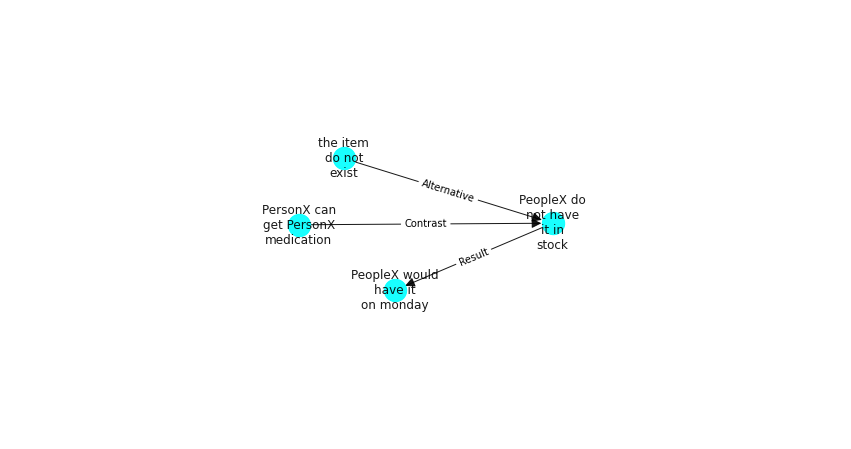 the item
do not
exist
Alternative
PeopleX do
not have
it in
stock
PersonX can
get PersonX
medication
Contrast
Result
PeopleX would
have it
on monday